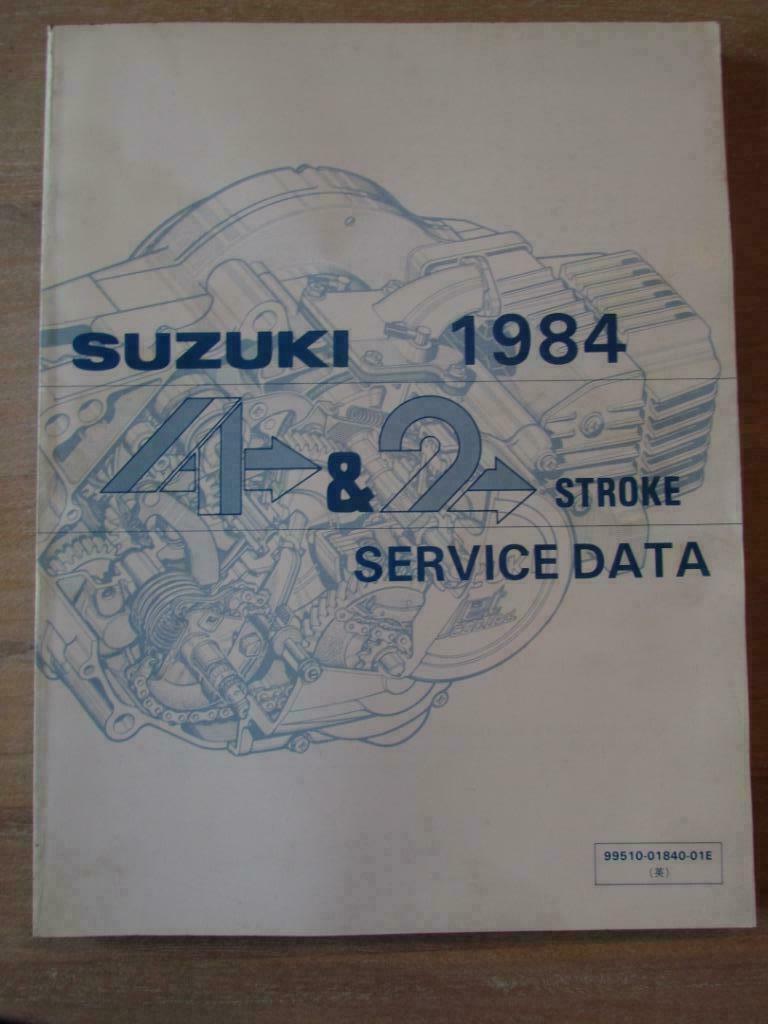 SUZUKI 1984
4 & 2 STROKE
SERVICE DATA
99510-01840-01E
(英)